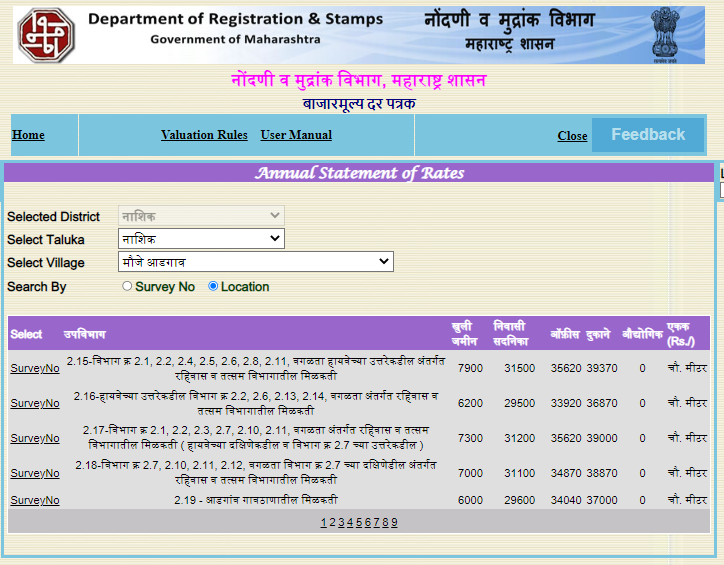 Department of Registration & Stamps
Government of Maharashtra
नोंदणी व मुद्रांक विभाग
महाराष्ट्र शासन
नोंदणी व मुद्रांक विभाग, महाराष्ट्र शासन
बाजारमूल्य दर पत्रक
Home Valuation Rules User Manual Close Feedback
Annual Statement of Rates
Selected District नाशिक
Select Taluka नाशिक
Select Village मौजे आडगाव
Search By Survey No Location
Select उपविभाग खुली जमीन निवासी सदनिका ऑफ़ीस दुकाने औद्योगिक एकक (Rs./)
SurveyNo 2.15-विभाग क्र 2.1, 2.2, 2.4, 2.5, 2.6, 2.8, 2.11, वगळता हायवेच्या उत्तरेकडील अंतर्गत रहिवास व तत्सम विभागातील मिळकती 7900 31500 35620 39370 0 चौ. मीटर
SurveyNo 2.16-हायवेच्या उत्तरेकडील विभाग क्र 2.2, 2.6, 2.13, 2.14, वगळता अंतर्गत रहिवास व तत्सम विभागातील मिळकती 6200 29500 33920 36870 0 चौ. मीटर
SurveyNo 2.17-विभाग क्र 2.1, 2.2, 2.3, 2.7, 2.10, 2.11, वगळता अंतर्गत रहिवास व तत्सम विभागातील मिळकती ( हायवेच्या दक्षिणेकडील व विभाग क्र 2.7 च्या उत्तरेकडील ) 7300 31200 35620 39000 0 चौ. मीटर
SurveyNo 2.18-विभाग क्र 2.7, 2.10, 2.11, 2.12, वगळता विभाग क्र 2.7 च्या दक्षिणेडील अंतर्गत रहिवास व तत्सम विभागातील मिळकती 7000 31100 34870 38870 0 चौ. मीटर
SurveyNo 2.19 - आडगांव गावठाणातील मिळकती 6000 29600 34040 37000 0 चौ. मीटर
1 2 3 4 5 6 7 8 9